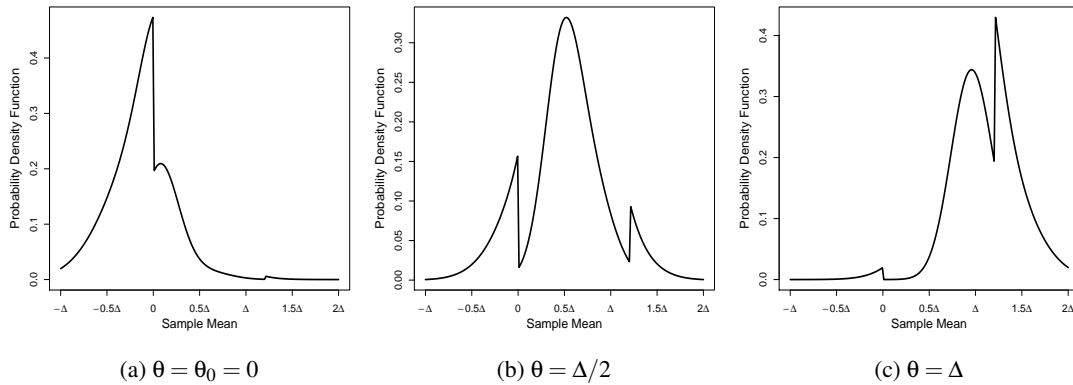 Probability Density Function
0.0 0.1 0.2 0.3 0.4
−Δ −0.5Δ 0 0.5Δ Δ 1.5Δ 2Δ
Sample Mean
(a) θ = θ0 = 0
Probability Density Function
0.00 0.05 0.10 0.15 0.20 0.25 0.30
−Δ −0.5Δ 0 0.5Δ Δ 1.5Δ 2Δ
Sample Mean
(b) θ = Δ/2
Probability Density Function
0.0 0.1 0.2 0.3 0.4
−Δ −0.5Δ 0 0.5Δ Δ 1.5Δ 2Δ
Sample Mean
(c) θ = Δ